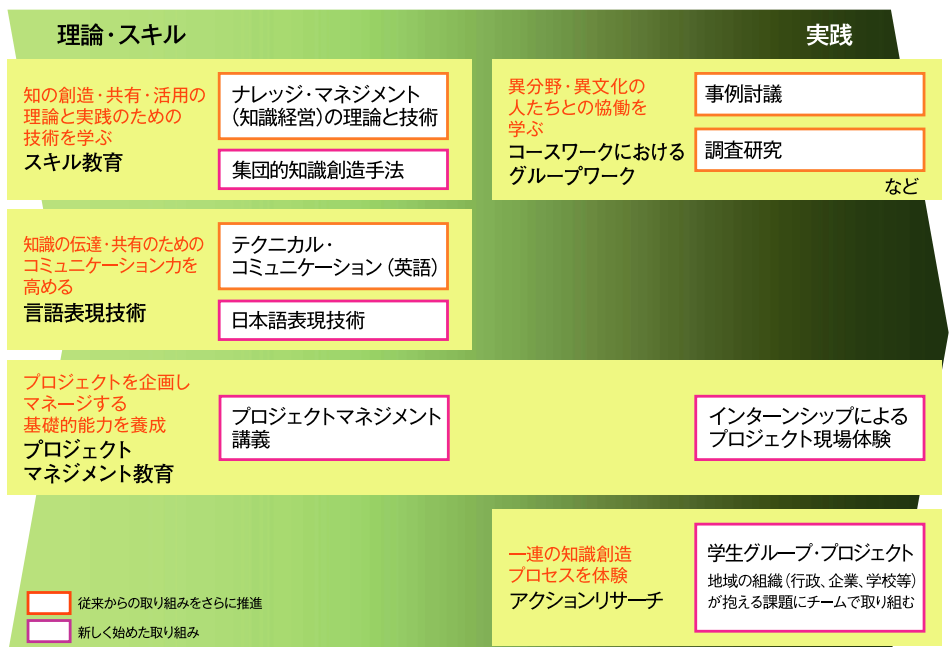 理論・スキル
実践
知の創造・共有・活用の
理論と実践のための
技術を学ぶ
スキル教育
ナレッジ・マネジメント
（知識経営）の理論と技術
集団的知識創造手法
異分野・異文化の
人たちとの恊働を
学ぶ
コースワークにおける
グループワーク
事例討議
調査研究
など
知識の伝達・共有のための
コミュニケーション力を
高める
言語表現技術
テクニカル・
コミュニケーション（英語）
日本語表現技術
プロジェクトを企画し
マネージする
基礎的能力を養成
プロジェクト
マネジメント教育
プロジェクトマネジメント
講義
インターンシップによる
プロジェクト現場体験
一連の知識創造
プロセスを体験
アクションリサーチ
学生グループ・プロジェクト
地域の組織（行政、企業、学校等）
が抱える課題にチームで取り組む
従来からの取り組みをさらに推進
新しく始めた取り組み